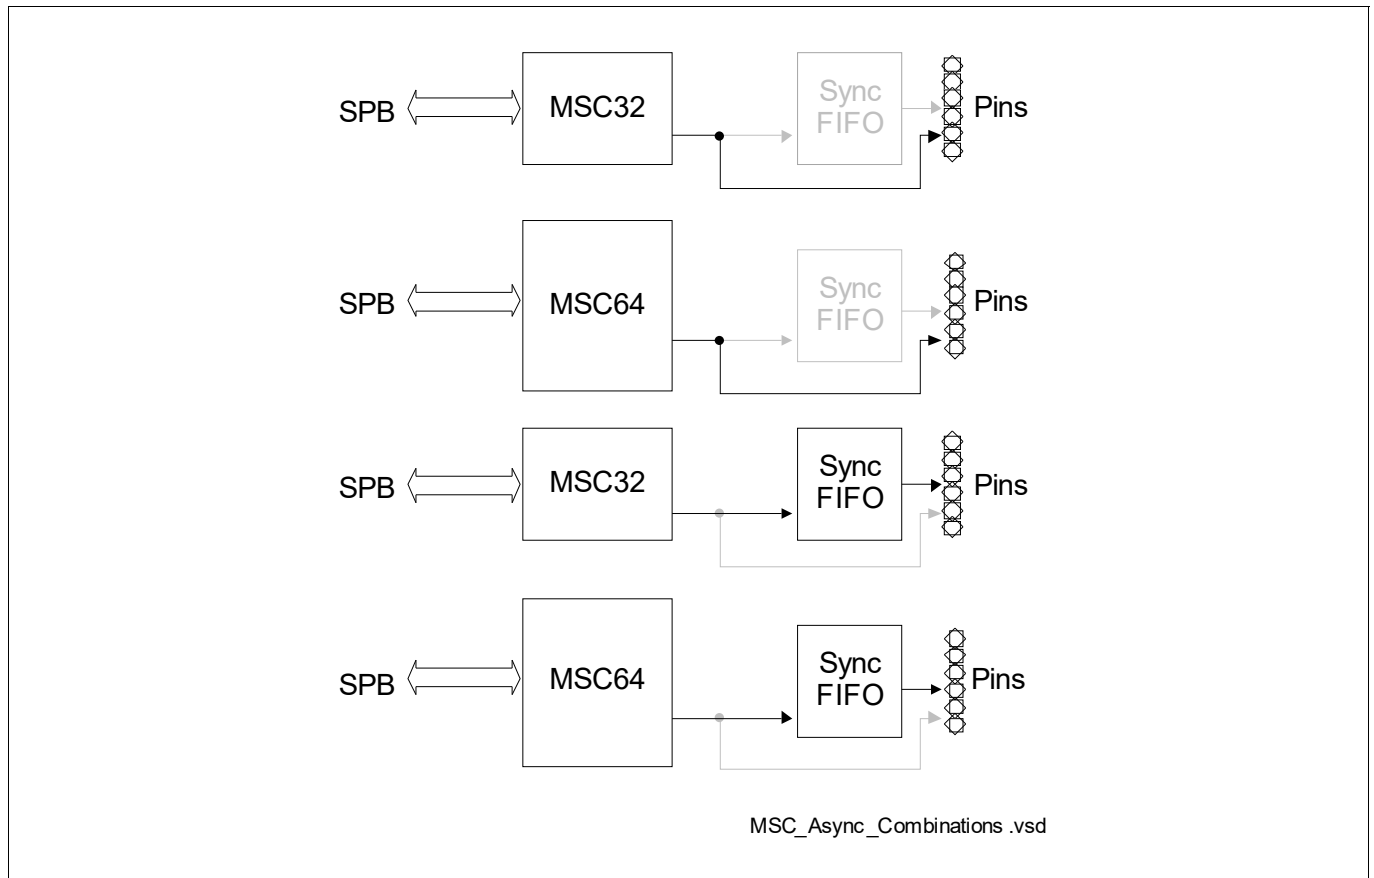 SPB
MSC32
Sync
FIFO
Pins
SPB
MSC64
Sync
FIFO
Pins
SPB
MSC32
Sync
FIFO
Pins
SPB
MSC64
Sync
FIFO
Pins
MSC_Async_Combinations .vsd